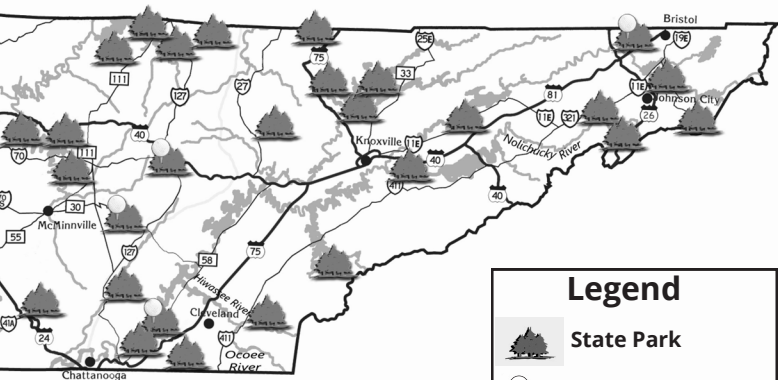 Bristol
25E
19E
75
111
33
27
127
11E
81
Johnson City
11E
321
26
40
Knoxville
11E
Nolichucky River
70
111
40
411
40
30
McMinnville
55
127
58
75
Hiwassee River
Cleveland
41A
24
411
Ocoee
River
Chattanooga
Legend
State Park